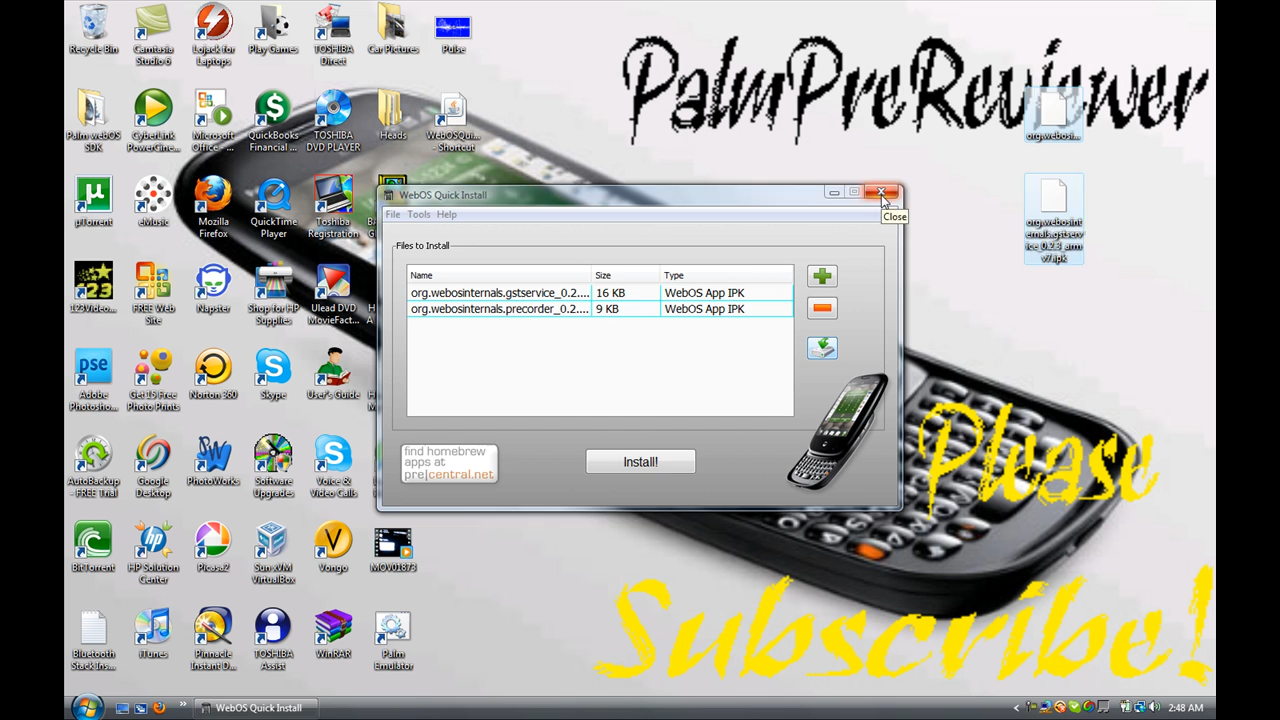 PalmPreReviewer
Please
Subscribe!
Recycle Bin
Camtasia
Studio 6
Lojack for
Laptops
Play Games
TOSHIBA
DIRECT
Car Pictures
Pulse
Palm webOS
SDK
CyberLink
PowerCine...
Microsoft
Office - ...
QuickBooks
Financial ...
TOSHIBA
DVD PLAYER
Heads
WebOSQui...
- Shortcut
µTorrent
eMusic
Mozilla
Firefox
QuickTime
Player
Toshiba
Registration
123Video...
FREE Web
Site
Napster
Shop for HP
Supplies
Ulead DVD
MovieFact...
Adobe
Photosho...
Get 15 Free
Photo Prints
Norton 360
Skype
User's Guide
AutoBackup
- FREE Trial
Google
Desktop
PhotoWorks
Software
Upgrades
Voice &
Video Calls
BitTorrent
HP Solution
Center
Picasa2
Sun xVM
VirtualBox
Vongo
MOV01873
Bluetooth
Stack Ins...
iTunes
Pinnacle
Instant D...
TOSHIBA
Assist
WinRAR
Palm
Emulator
org.webosi...
org.webosint
ernals.gstserv
ice_0.2.3_arm
v7.ipk
WebOS Quick Install
Close
File Tools Help
Files to Install
Name Size Type
org.webosinternals.gstservice_0.2.... 16 KB WebOS App IPK
org.webosinternals.precorder_0.2.... 9 KB WebOS App IPK
find homebrew
apps at
pre|central.net
Install!
WebOS Quick Install
2:48 AM